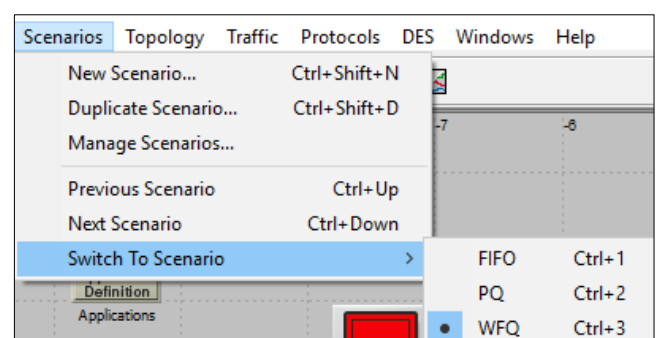 Scenarios Topology Traffic Protocols DES Windows Help
New Scenario... Ctrl+Shift+N
Duplicate Scenario... Ctrl+Shift+D
-7 -6
Manage Scenarios...
Previous Scenario Ctrl+Up
Next Scenario Ctrl+Down
Switch To Scenario >
FIFO Ctrl+1
Definition
PQ Ctrl+2
Applications
WFQ Ctrl+3